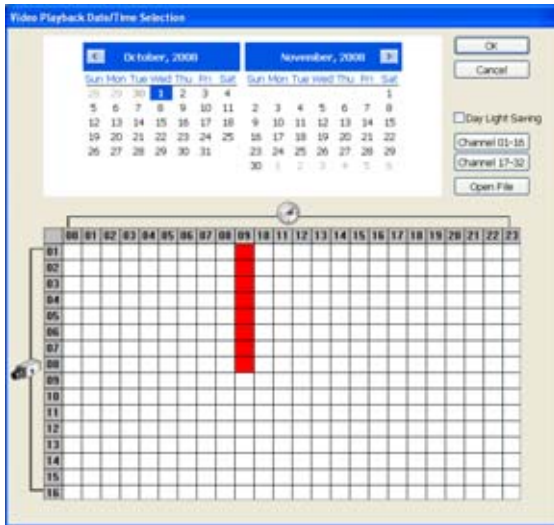 Video Playback Date/Time Selection
October, 2008
Sun Mon Tue Wed Thu Fri Sat
28 29 30 1 2 3 4
5 6 7 8 9 10 11
12 13 14 15 16 17 18
19 20 21 22 23 24 25
26 27 28 29 30 31
November, 2008
Sun Mon Tue Wed Thu Fri Sat
1
2 3 4 5 6 7 8
9 10 11 12 13 14 15
16 17 18 19 20 21 22
23 24 25 26 27 28 29
30 1 2 3 4 5 6
OK
Cancel
Day Light Saving
Channel 01-16
Channel 17-32
Open File
00 01 02 03 04 05 06 07 08 09 10 11 12 13 14 15 16 17 18 19 20 21 22 23
01
02
03
04
05
06
07
08
09
10
11
12
13
14
15
16